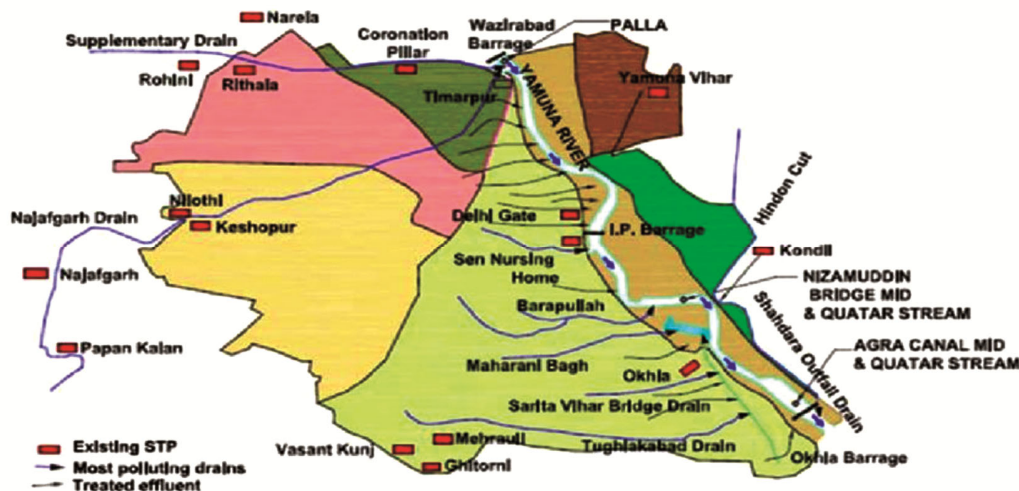 Narela
Wazirabad
Barrage
PALLA
Supplementary Drain
Coronation
Pillar
Rohini
Rithala
Timarpur
Yamuna Vihar
YAMUNA RIVER
Nilothi
Najafgarh Drain
Keshopur
Delhi Gate
I.P. Barrage
Hindon Cut
Najafgarh
Sen Nursing
Home
Kondli
NIZAMUDDIN
BRIDGE MID
& QUATAR STREAM
Barapullah
Shahdara Outfall Drain
AGRA CANAL MID
& QUATAR STREAM
Papan Kalan
Maharani Bagh
Okhla
Sarita Vihar Bridge Drain
Existing STP
Vasant Kunj
Mehrauli
Tughlakabad Drain
Okhla Barrage
Most polluting drains
Ghitorni
Treated effluent